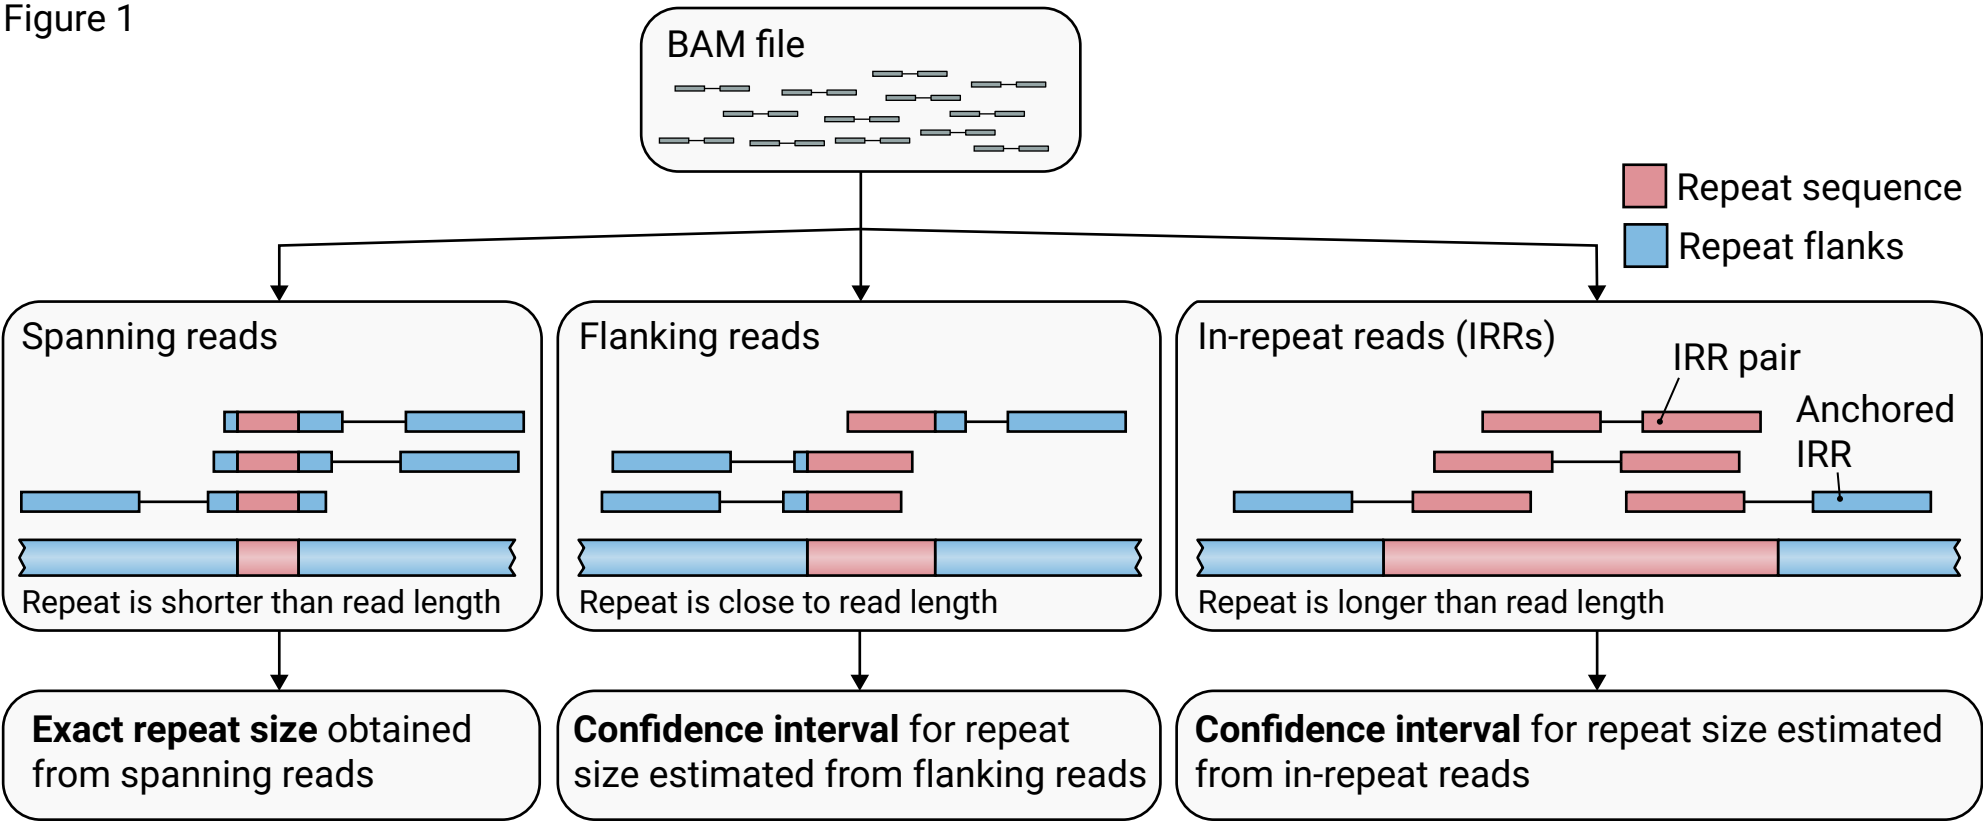 Figure 1
BAM file
Repeat sequence
Repeat flanks
Spanning reads
Repeat is shorter than read length
Flanking reads
Repeat is close to read length
In-repeat reads (IRRs)
IRR pair
Anchored
IRR
Repeat is longer than read length
Exact repeat size obtained
from spanning reads
Confidence interval for repeat
size estimated from flanking reads
Confidence interval for repeat size estimated
from in-repeat reads